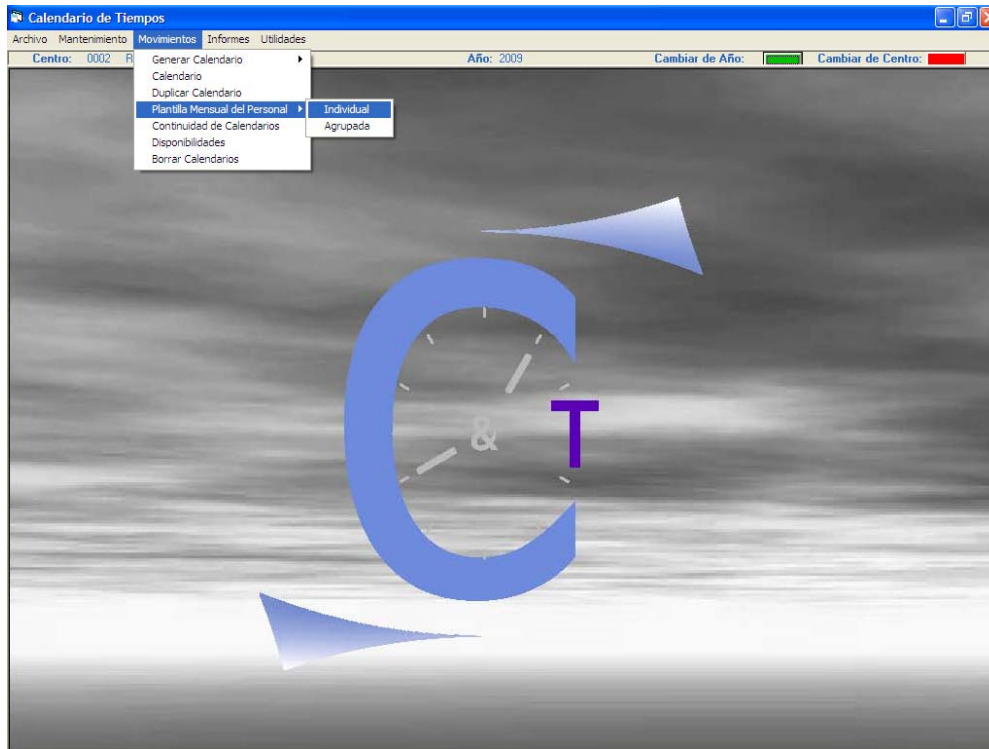 Calendario de Tiempos
Archivo Mantenimiento Movimientos Informes Utilidades
Centro: 0002 R Año: 2009 Cambiar de Año: Cambiar de Centro:
Generar Calendario
Calendario
Duplicar Calendario
Plantilla Mensual del Personal Individual
Continuidad de Calendarios Agrupada
Disponibilidades
Borrar Calendarios
C & T